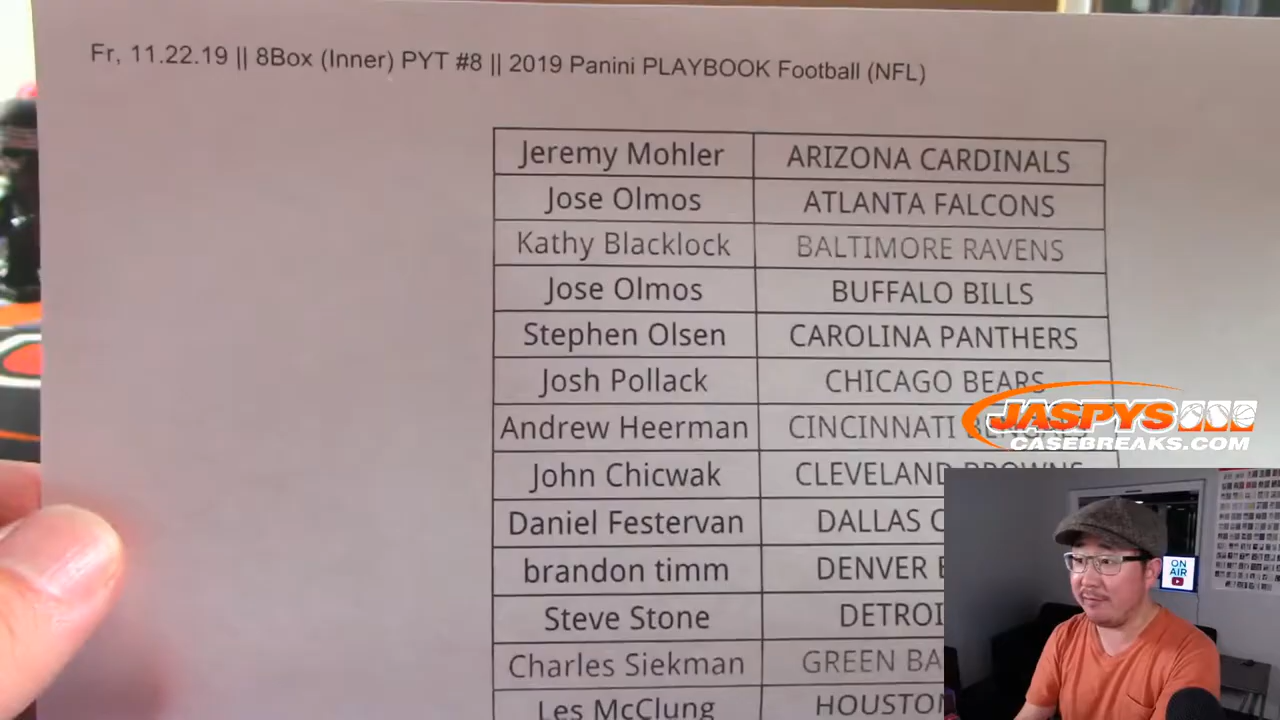 Fr, 11.22.19 || 8Box (Inner) PYT #8 || 2019 Panini PLAYBOOK Football (NFL)
Jeremy Mohler ARIZONA CARDINALS
Jose Olmos ATLANTA FALCONS
Kathy Blacklock BALTIMORE RAVENS
Jose Olmos BUFFALO BILLS
Stephen Olsen CAROLINA PANTHERS
Josh Pollack CHICAGO BEARS
Andrew Heerman CINCINNATI
John Chicwak CLEVELAND BROWNS
Daniel Festervan DALLAS
brandon timm DENVER
Steve Stone
Charles Siekman GREEN
Les McClung HOUSTON
JASPYS
CASEBREAKS.COM
ON
AIR